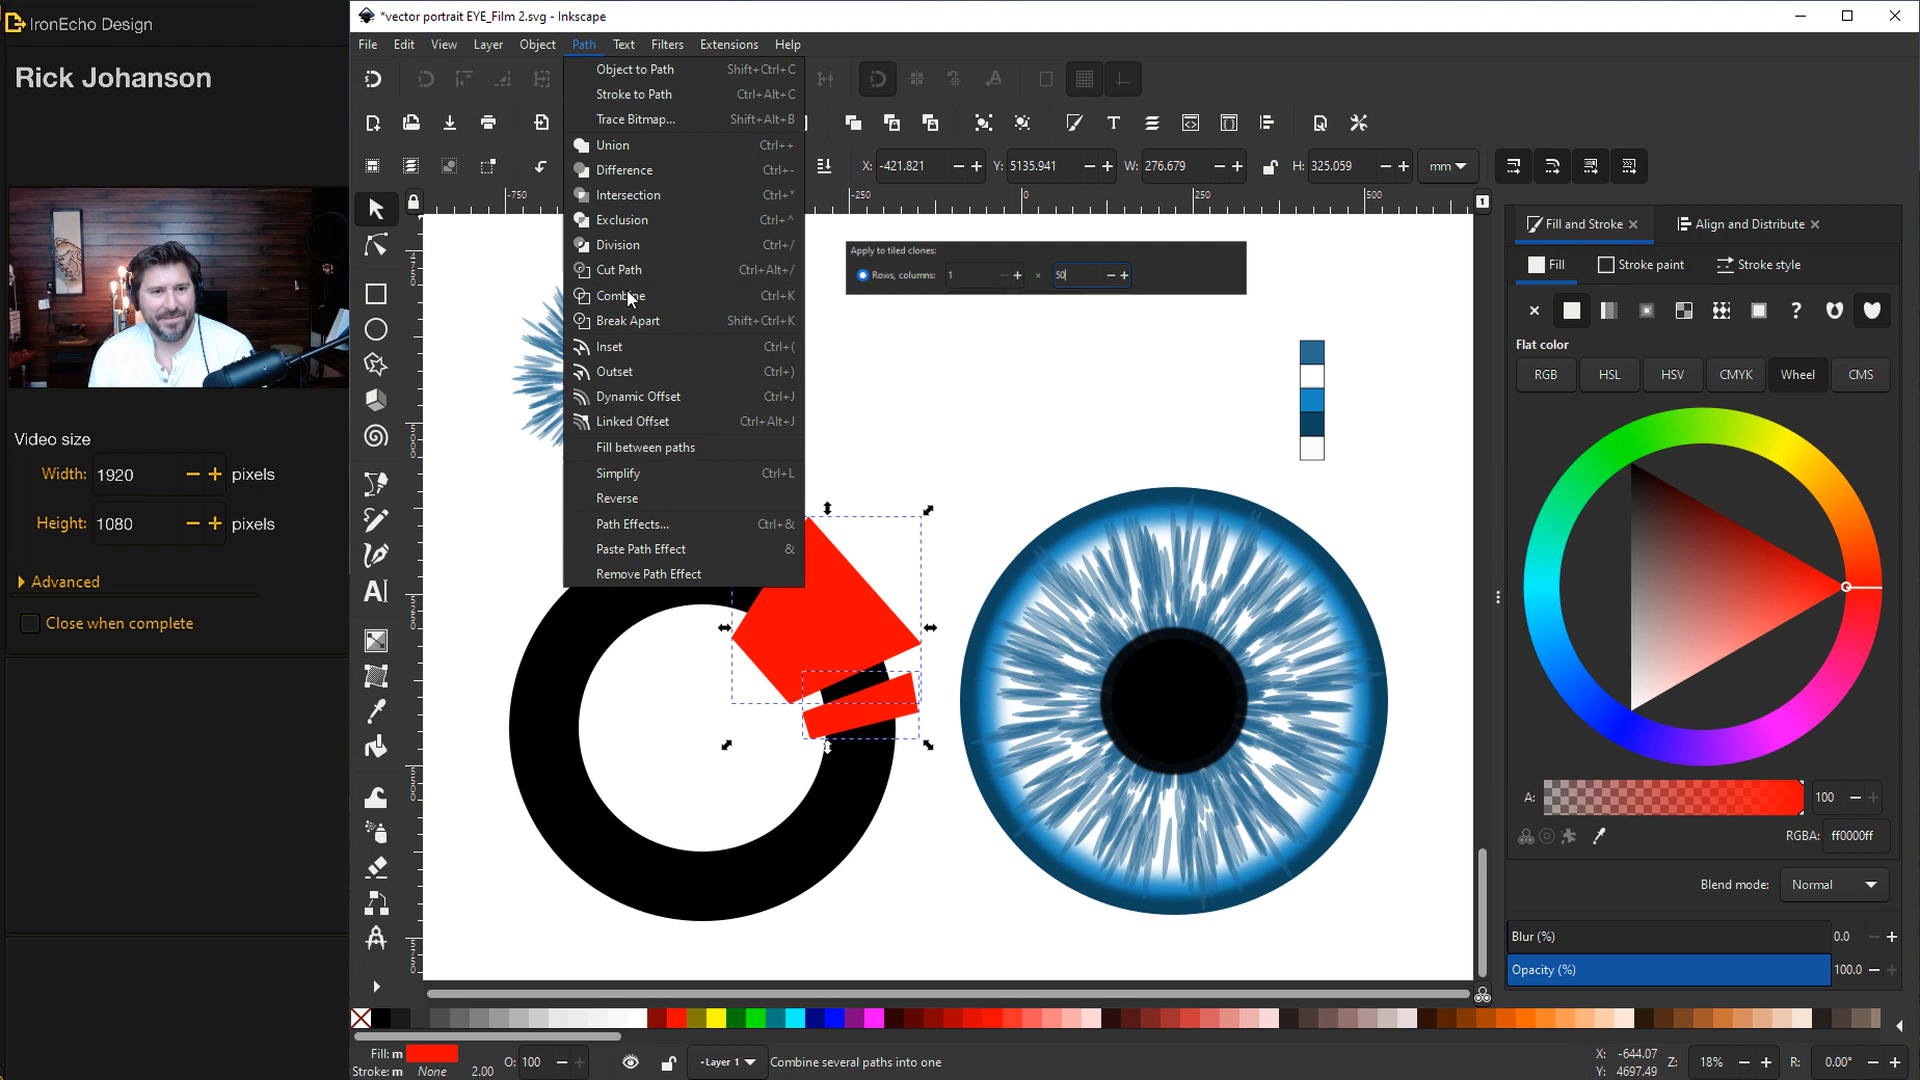 IronEcho Design
Rick Johanson
Video size
Width: 1920 pixels
Height: 1080 pixels
Advanced
Close when complete
*vector portrait EYE_Film 2.svg - Inkscape
File Edit View Layer Object Path Text Filters Extensions Help
Object to Path Shift+Ctrl+C
Stroke to Path Ctrl+Alt+C
Trace Bitmap... Shift+Alt+B
Union Ctrl++
Difference Ctrl+-
Intersection Ctrl+*
Exclusion Ctrl+^
Division Ctrl+/
Cut Path Ctrl+Alt+/
Combine Ctrl+K
Break Apart Shift+Ctrl+K
Inset Ctrl+(
Outset Ctrl+)
Dynamic Offset Ctrl+J
Linked Offset Ctrl+Alt+J
Fill between paths
Simplify Ctrl+L
Reverse
Path Effects... Ctrl+&
Paste Path Effect &
Remove Path Effect
X: -421.821 Y: 5135.941 W: 276.679 H: 325.059 mm
-750 -250 0 250 500
1
Apply to tiled clones:
Rows, columns: 1 × 50
Fill and Stroke Align and Distribute
Fill Stroke paint Stroke style
Flat color
RGB HSL HSV CMYK Wheel CMS
A: 100
RGBA: ff0000ff
Blend mode: Normal
Blur (%) 0.0
Opacity (%) 100.0
Fill: m
Stroke: m None 2.00
O: 100
-Layer 1
Combine several paths into one
X: -644.07
Y: 4697.49
Z: 18%
R: 0.00°